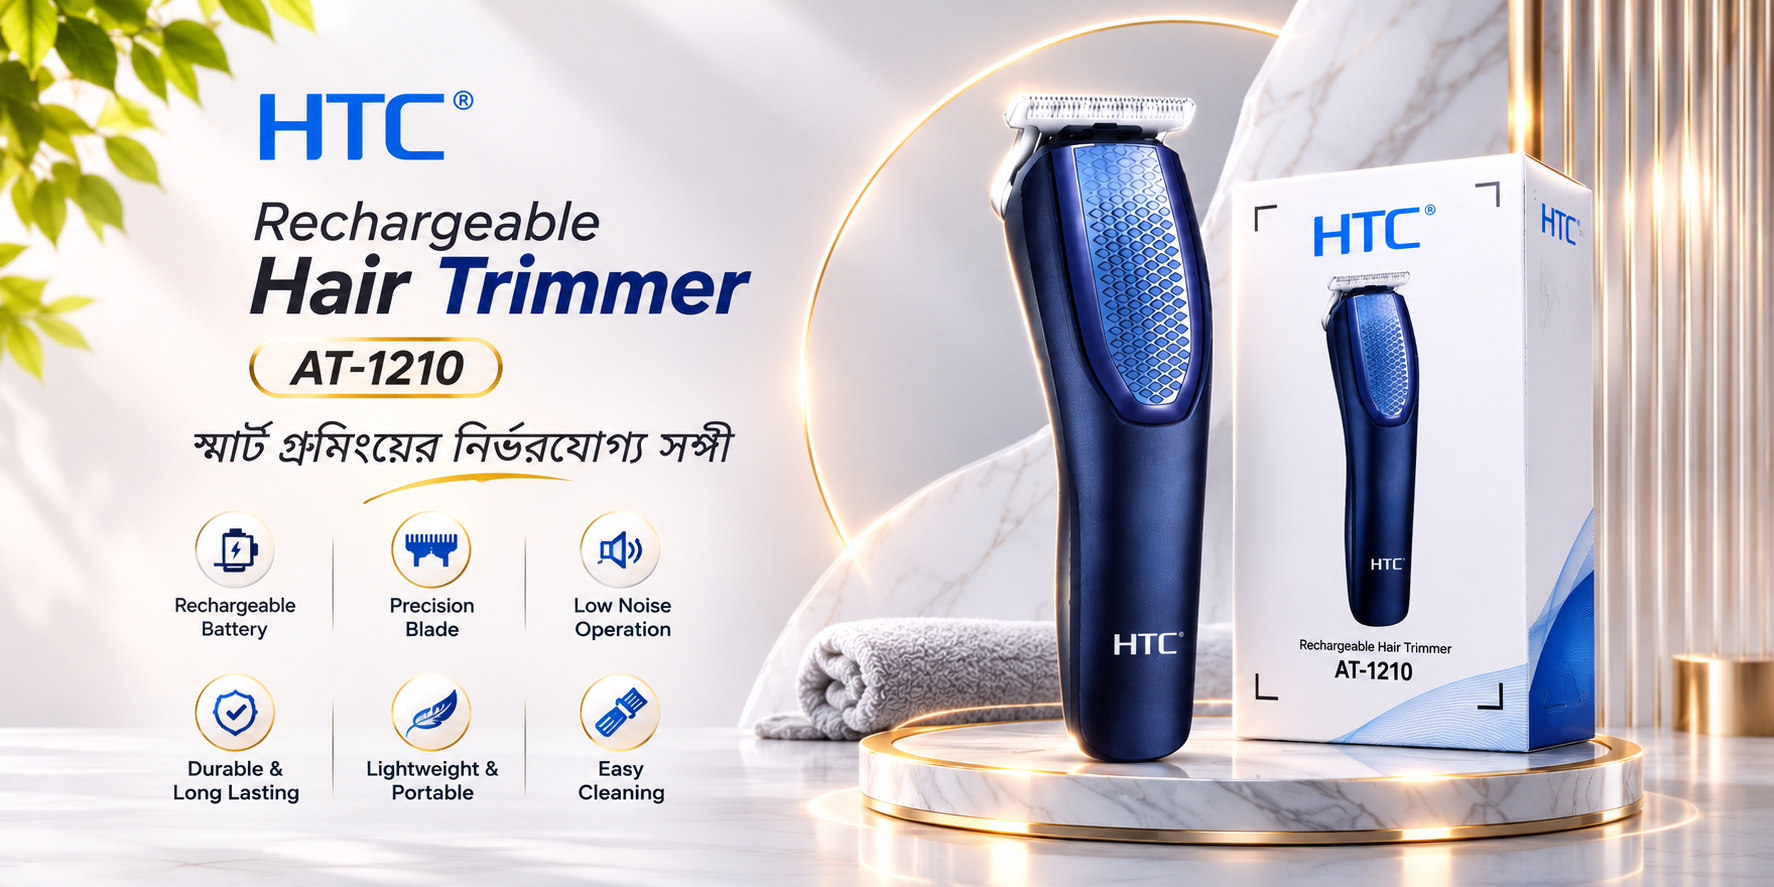 HTC®
Rechargeable
Hair Trimmer
AT-1210
স্মার্ট গ্রুমিংয়ের নির্ভরযোগ্য সঙ্গী
Rechargeable
Battery
Precision
Blade
Low Noise
Operation
Durable &
Long Lasting
Lightweight &
Portable
Easy
Cleaning
HTC®
HTC®
HTC
Rechargeable Hair Trimmer
AT-1210
HTC